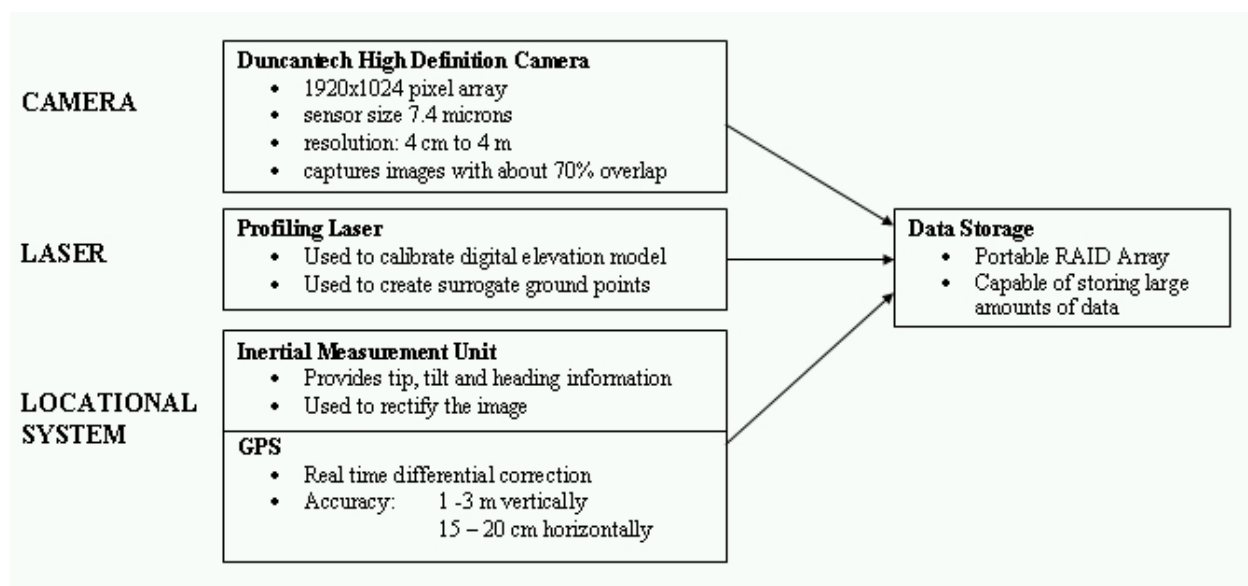 CAMERA
Duncantech High Definition Camera
• 1920x1024 pixel array
• sensor size 7.4 microns
• resolution: 4 cm to 4 m
• captures images with about 70% overlap
LASER
Profiling Laser
• Used to calibrate digital elevation model
• Used to create surrogate ground points
LOCATIONAL
SYSTEM
Inertial Measurement Unit
• Provides tip, tilt and heading information
• Used to rectify the image
GPS
• Real time differential correction
• Accuracy: 1 -3 m vertically
15 – 20 cm horizontally
Data Storage
• Portable RAID Array
• Capable of storing large
amounts of data